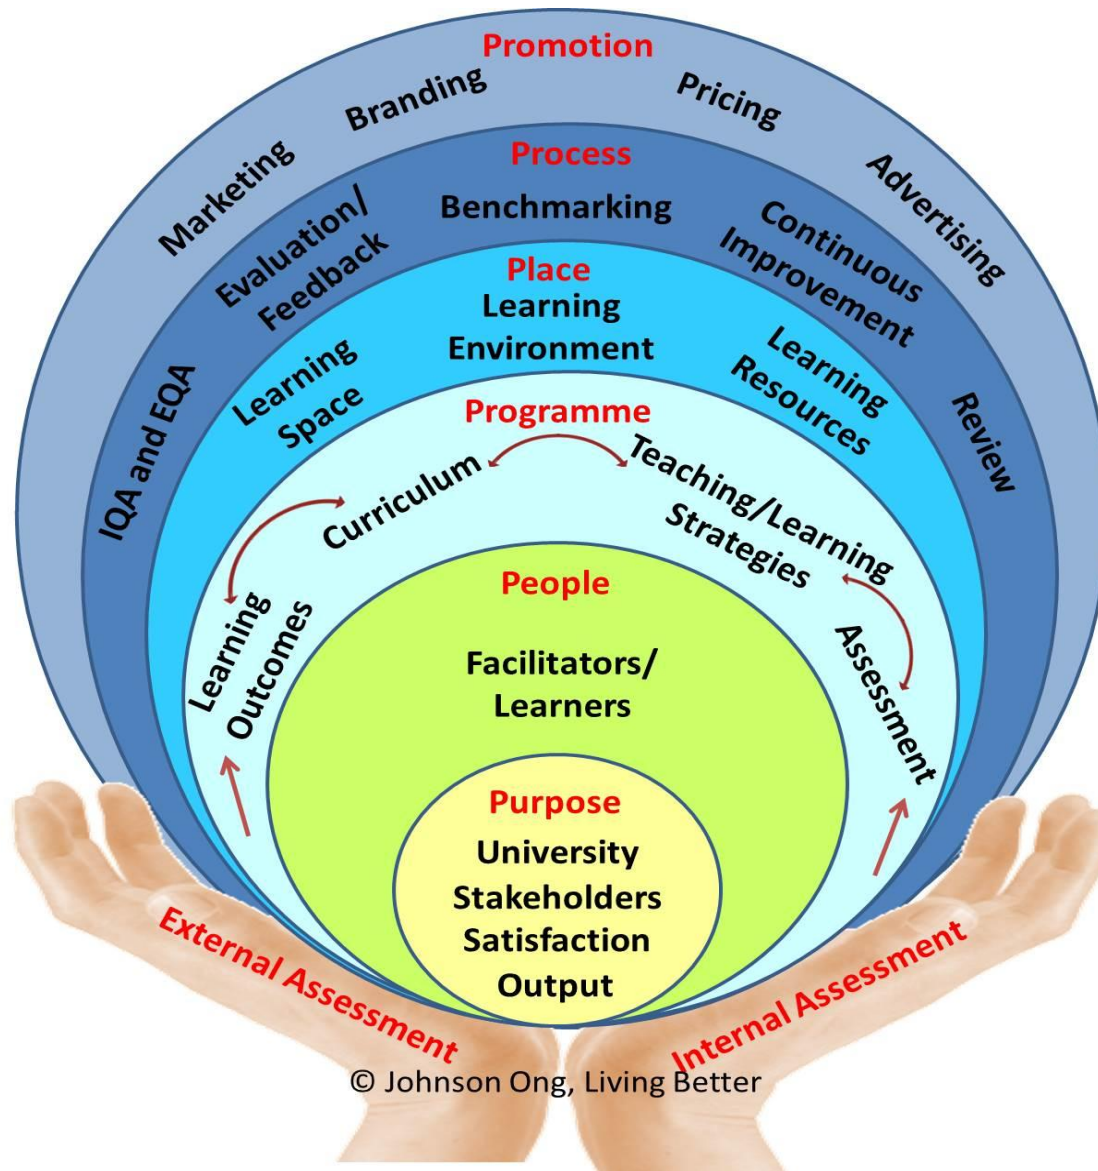 Promotion
Marketing
Branding
Pricing
Advertising
Process
IQA and EQA
Evaluation/
Feedback
Benchmarking
Continuous
Improvement
Review
Place
Learning
Space
Learning
Environment
Learning
Resources
Programme
Learning
Outcomes
Curriculum
Teaching/Learning
Strategies
Assessment
People
Facilitators/
Learners
Purpose
University
Stakeholders
Satisfaction
Output
External Assessment
Internal Assessment
© Johnson Ong, Living Better